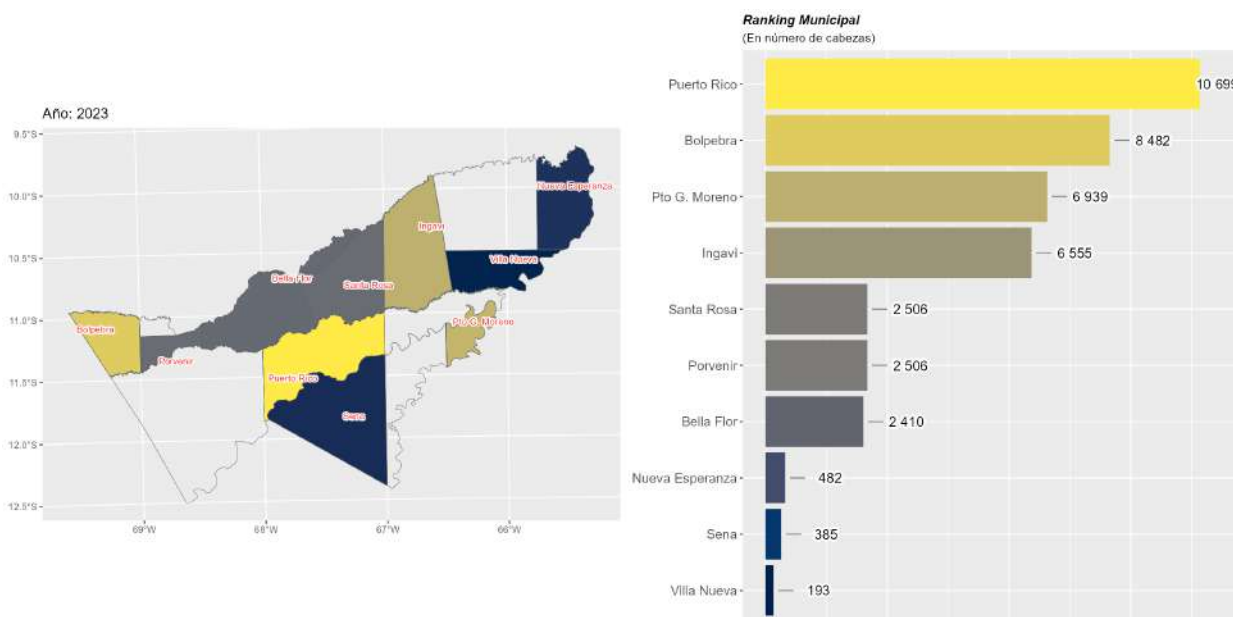 Año: 2023
9.5°S
10.0°S
10.5°S
11.0°S
11.5°S
12.0°S
12.5°S
69°W
68°W
67°W
66°W
Nueva Esperanza
Ingavi
Villa Nueva
Bella Flor
Santa Rosa
Bolpebra
Pto G. Moreno
Porvenir
Puerto Rico
Sena
Ranking Municipal
(En número de cabezas)
Puerto Rico 10 699
Bolpebra 8 482
Pto G. Moreno 6 939
Ingavi 6 555
Santa Rosa 2 506
Porvenir 2 506
Bella Flor 2 410
Nueva Esperanza 482
Sena 385
Villa Nueva 193